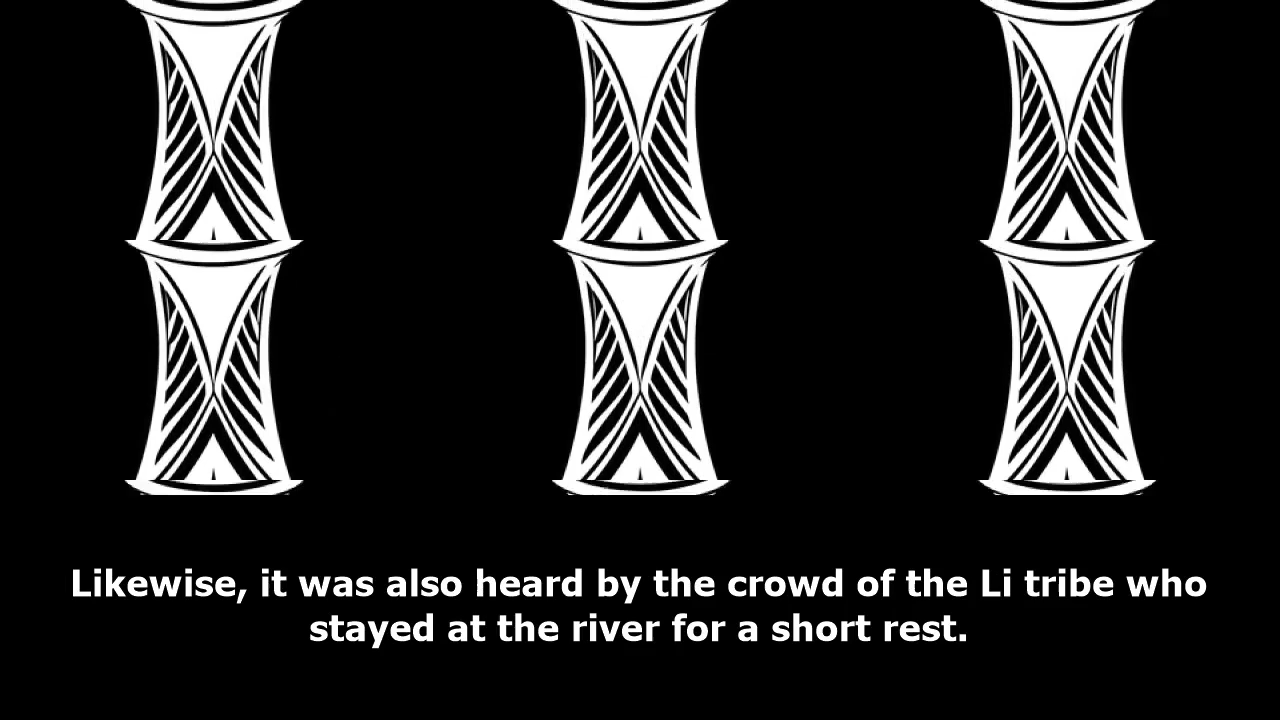 Likewise, it was also heard by the crowd of the Li tribe who
stayed at the river for a short rest.